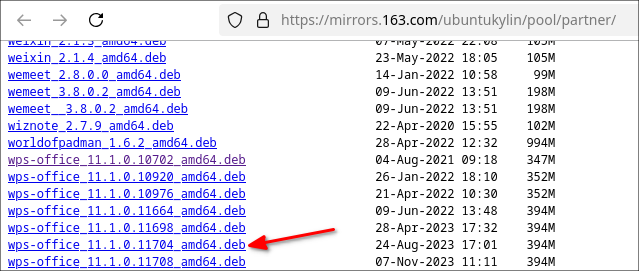 https://mirrors.163.com/ubuntukylin/pool/partner/
weixin_2.1.3_amd64.deb 07-May-2022 22:08 105M
weixin_2.1.4_amd64.deb 23-May-2022 18:05 105M
wemeet_2.8.0.0_amd64.deb 14-Jan-2022 10:58 99M
wemeet_3.8.0.2_amd64.deb 09-Jun-2022 13:51 198M
wemeet__3.8.0.2_amd64.deb 09-Jun-2022 13:51 198M
wiznote_2.7.9_amd64.deb 22-Apr-2020 15:55 102M
worldofpadman_1.6.2_amd64.deb 28-Apr-2022 12:32 994M
wps-office_11.1.0.10702_amd64.deb 04-Aug-2021 09:18 347M
wps-office_11.1.0.10920_amd64.deb 26-Jan-2022 18:10 352M
wps-office_11.1.0.10976_amd64.deb 21-Apr-2022 10:30 352M
wps-office_11.1.0.11664_amd64.deb 09-Jun-2022 13:48 394M
wps-office_11.1.0.11698_amd64.deb 28-Apr-2023 17:32 394M
wps-office_11.1.0.11704_amd64.deb 24-Aug-2023 17:01 394M
wps-office_11.1.0.11708_amd64.deb 07-Nov-2023 11:11 394M